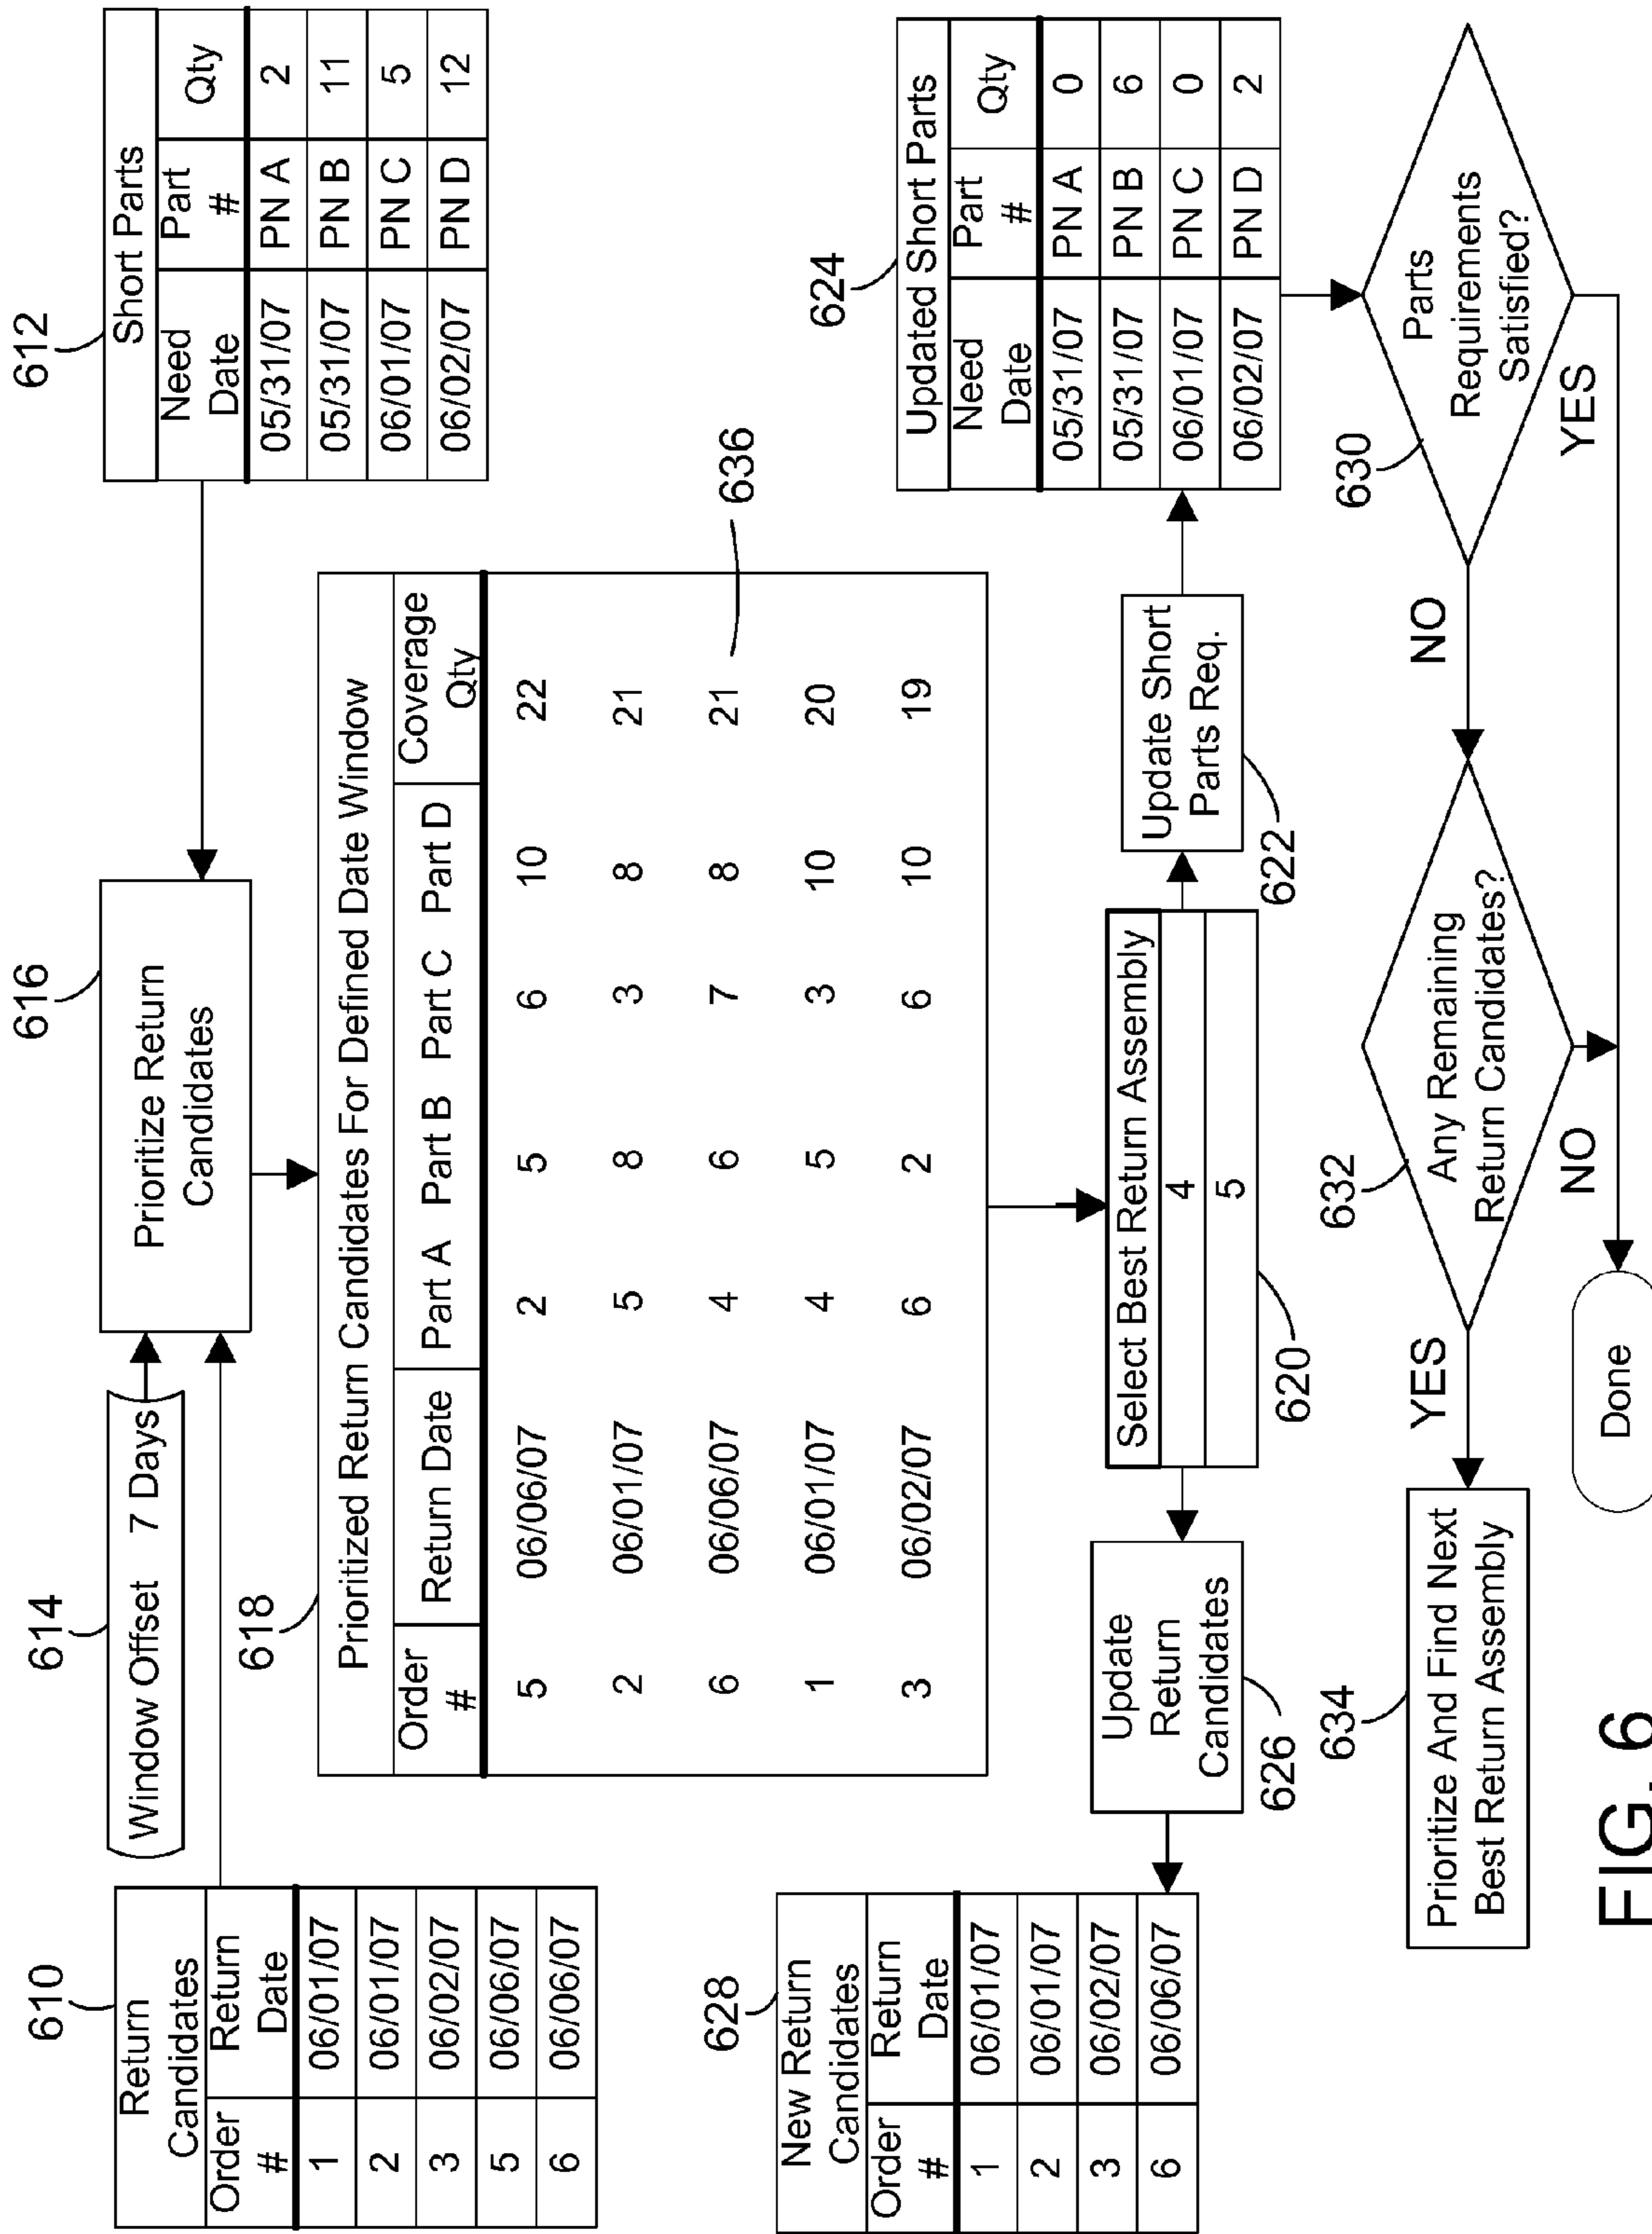 610
Return
Candidates
Order # Return Date
1 06/01/07
2 06/01/07
3 06/02/07
5 06/06/07
6 06/06/07
614
Window Offset 7 Days
616
Prioritize Return
Candidates
612
Short Parts
Need Date Part # Qty
05/31/07 PN A 2
05/31/07 PN B 11
06/01/07 PN C 5
06/02/07 PN D 12
618
Prioritized Return Candidates For Defined Date Window
Order # Return Date Part A Part B Part C Part D Coverage Qty
5 06/06/07 2 5 6 10 22
2 06/01/07 5 8 3 8 21
6 06/06/07 4 6 7 8 21
1 06/01/07 4 5 3 10 20
3 06/02/07 6 2 6 10 19
636
628
New Return
Candidates
Order # Return Date
1 06/01/07
2 06/01/07
3 06/02/07
6 06/06/07
Update
Return
Candidates
626
Select Best Return Assembly
4
5
620
Update Short
Parts Req.
622
624
Updated Short Parts
Need Date Part # Qty
05/31/07 PN A 0
05/31/07 PN B 6
06/01/07 PN C 0
06/02/07 PN D 2
634
Prioritize And Find Next
Best Return Assembly
YES
632
Any Remaining
Return Candidates?
NO
NO
630
Parts
Requirements
Satisfied?
YES
Done
FIG. 6